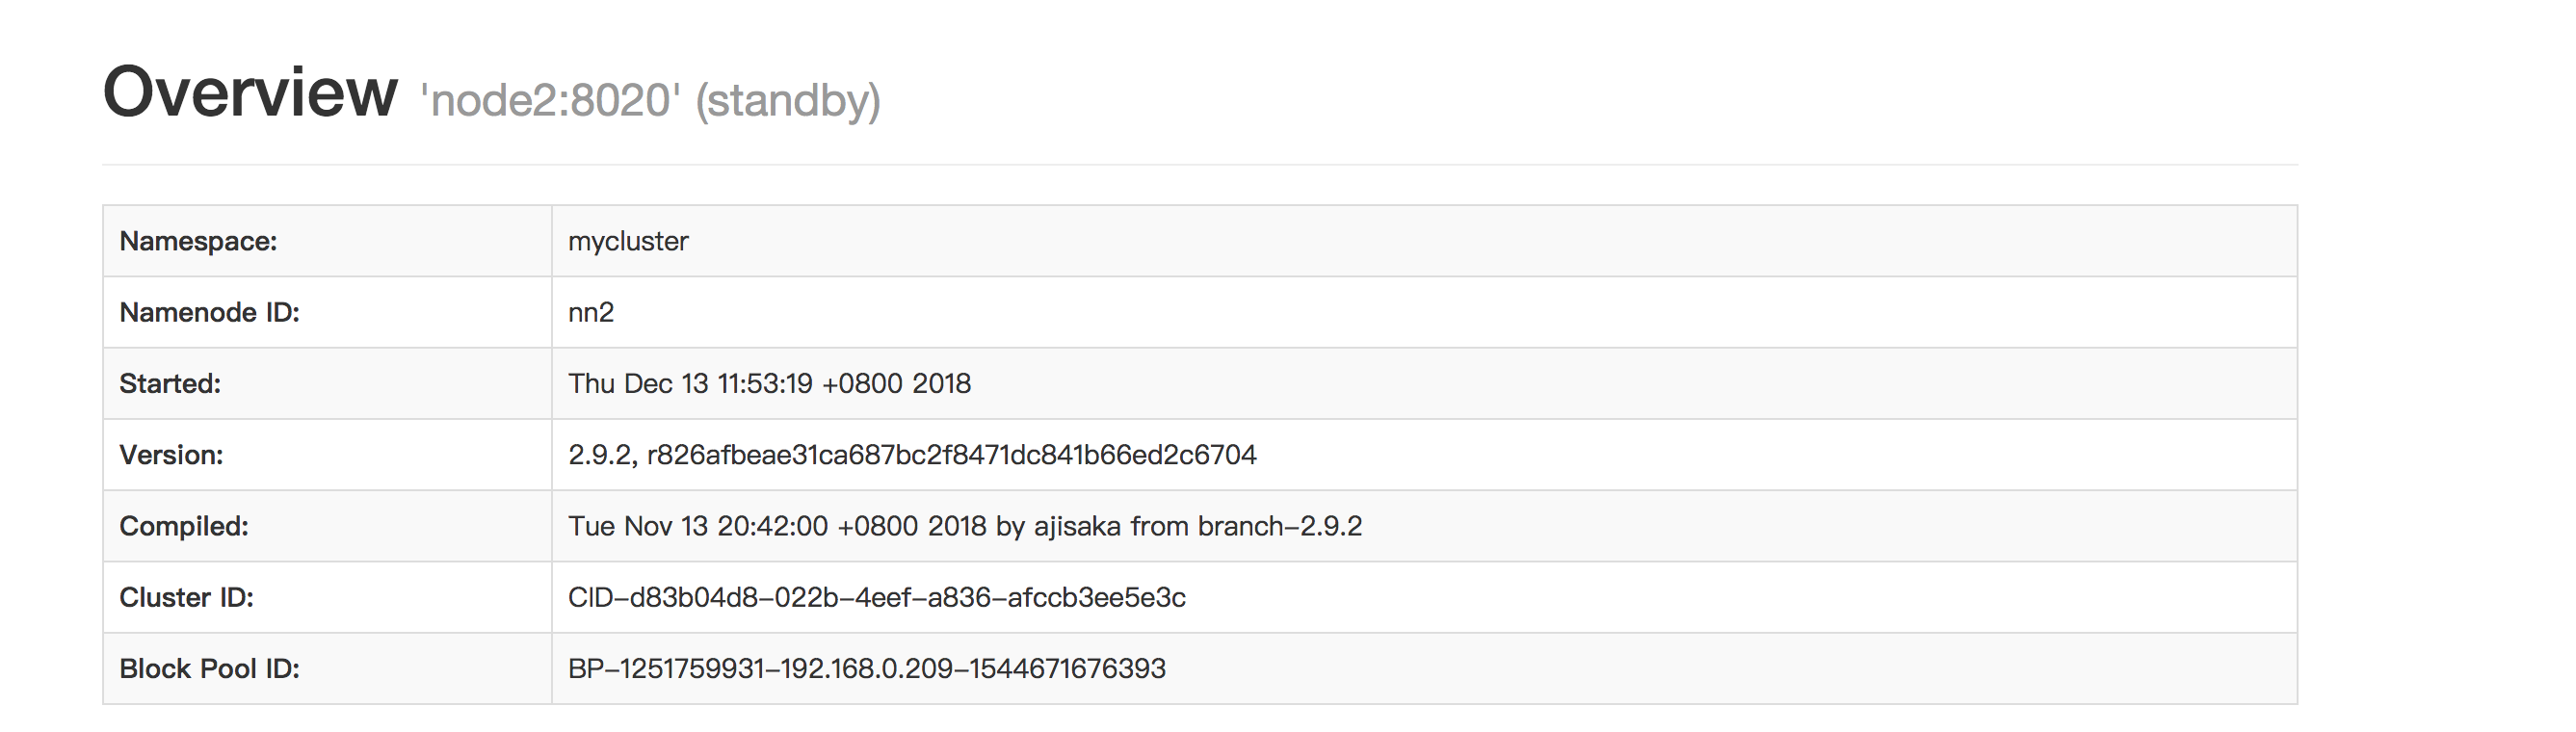 Overview 'node2:8020' (standby)
Namespace: mycluster
Namenode ID: nn2
Started: Thu Dec 13 11:53:19 +0800 2018
Version: 2.9.2, r826afbeae31ca687bc2f8471dc841b66ed2c6704
Compiled: Tue Nov 13 20:42:00 +0800 2018 by ajisaka from branch-2.9.2
Cluster ID: CID-d83b04d8-022b-4eef-a836-afccb3ee5e3c
Block Pool ID: BP-1251759931-192.168.0.209-1544671676393